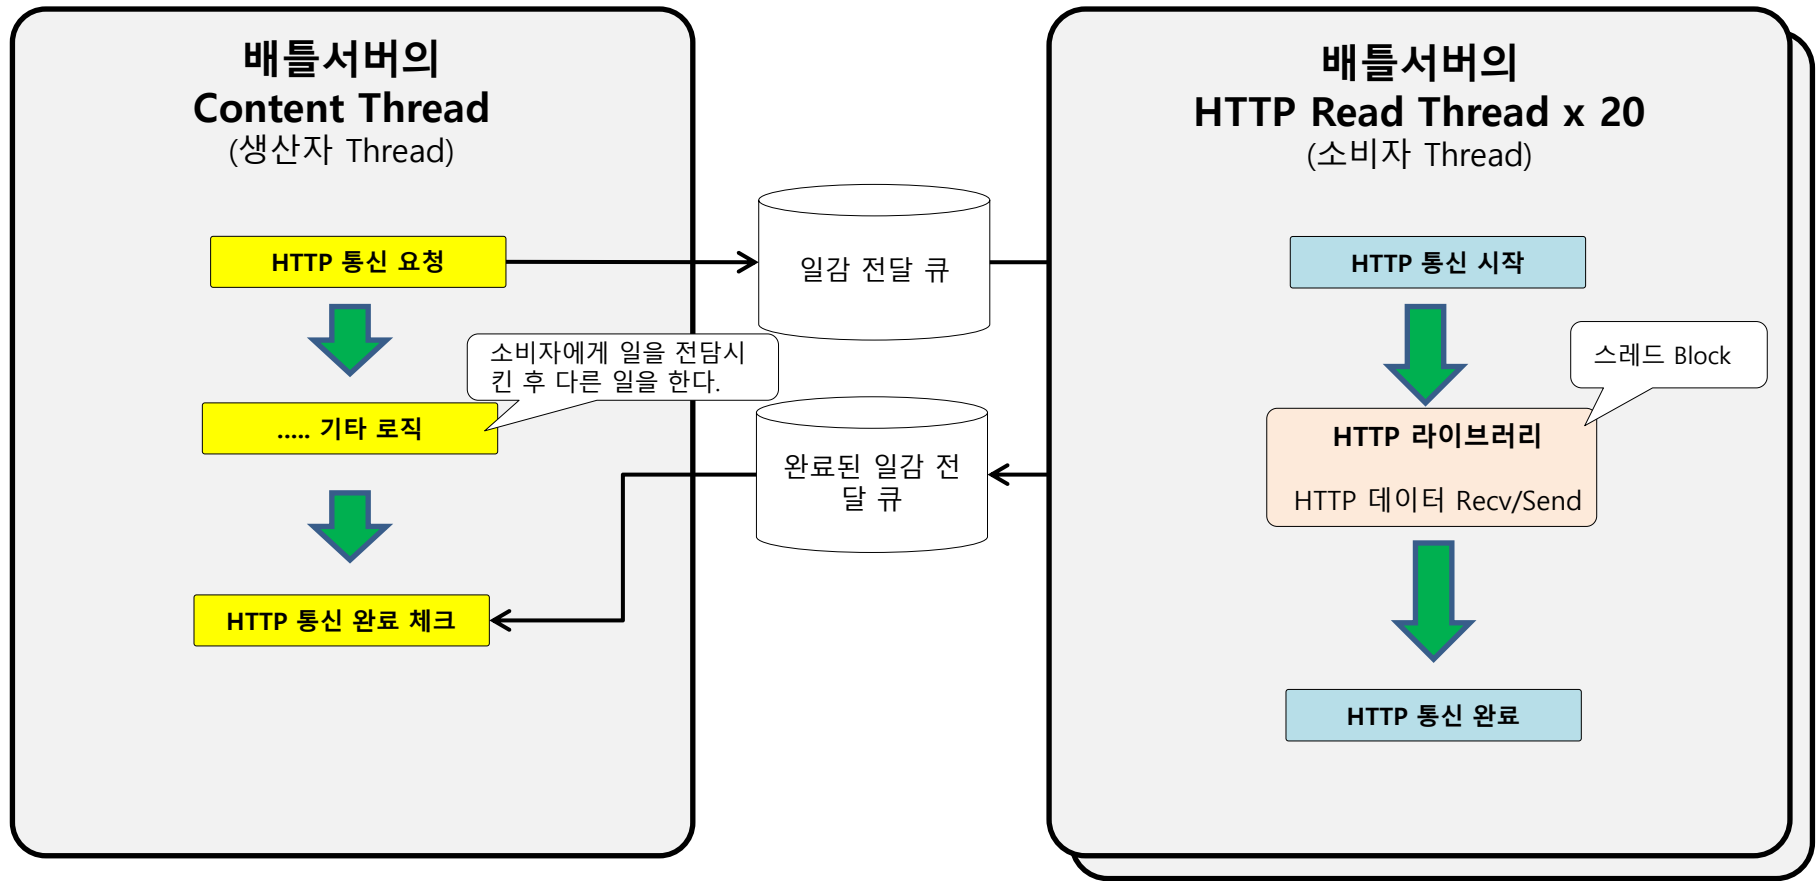 배틀서버의
Content Thread
(생산자 Thread)
HTTP 통신 요청
소비자에게 일을 전담시
킨 후 다른 일을 한다.
..... 기타 로직
HTTP 통신 완료 체크
일감 전달 큐
완료된 일감 전
달 큐
배틀서버의
HTTP Read Thread x 20
(소비자 Thread)
HTTP 통신 시작
스레드 Block
HTTP 라이브러리
HTTP 데이터 Recv/Send
HTTP 통신 완료